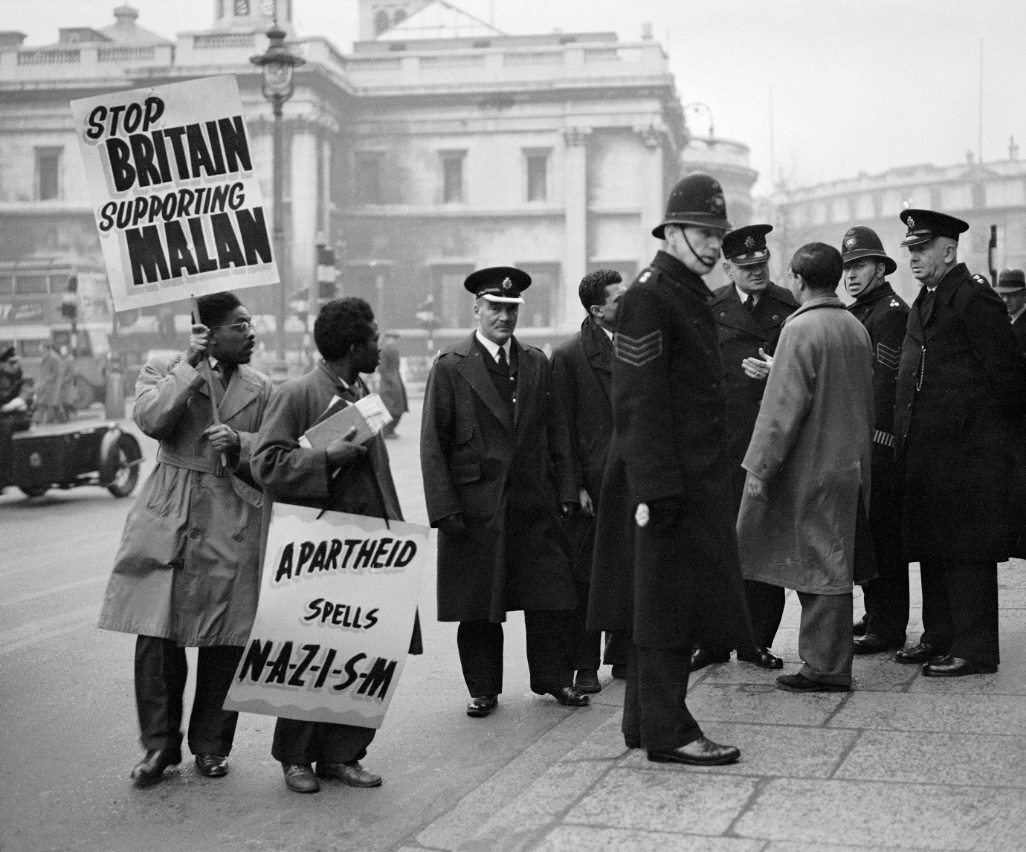 STOP
BRITAIN
SUPPORTING
MALAN
APARTHEID
SPELLS
N-A-Z-I-S-M